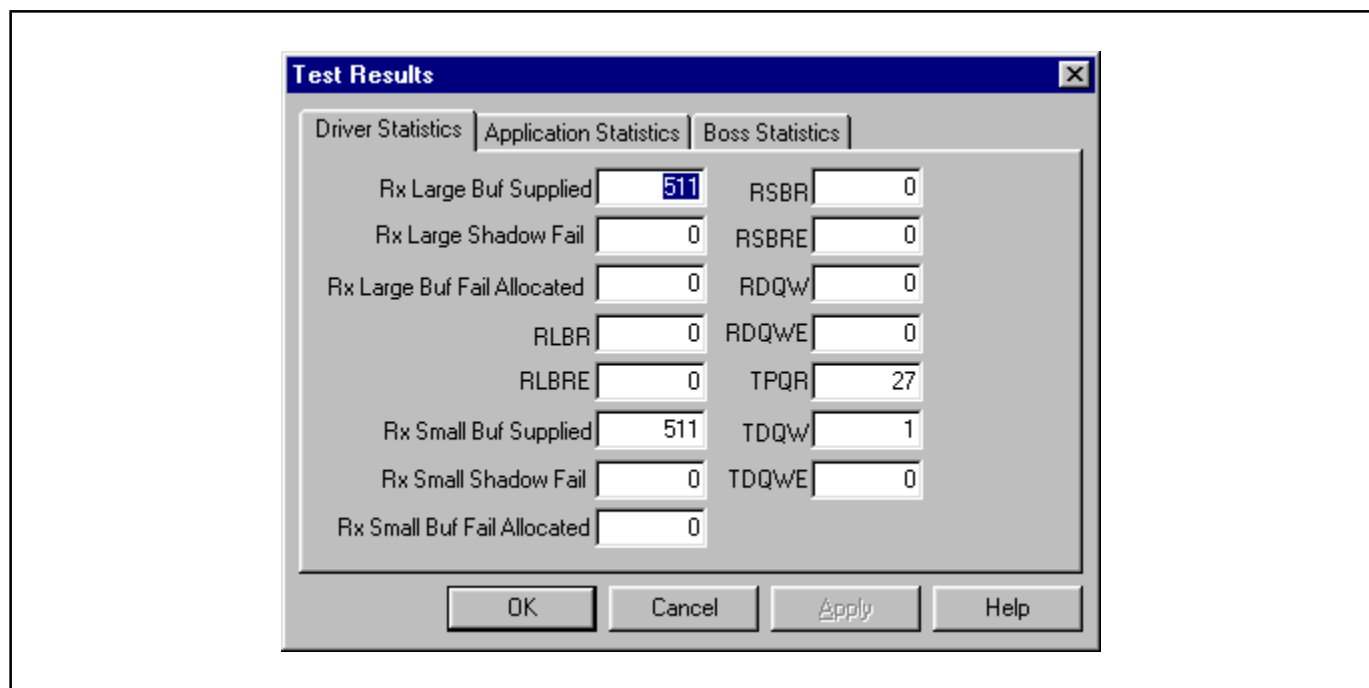 Test Results
Driver Statistics Application Statistics Boss Statistics
Rx Large Buf Supplied 511 RSBR 0
Rx Large Shadow Fail 0 RSBRE 0
Rx Large Buf Fail Allocated 0 RDQW 0
RLBR 0 RDQWE 0
RLBRE 0 TPQR 27
Rx Small Buf Supplied 511 TDQW 1
Rx Small Shadow Fail 0 TDQWE 0
Rx Small Buf Fail Allocated 0
OK Cancel Apply Help